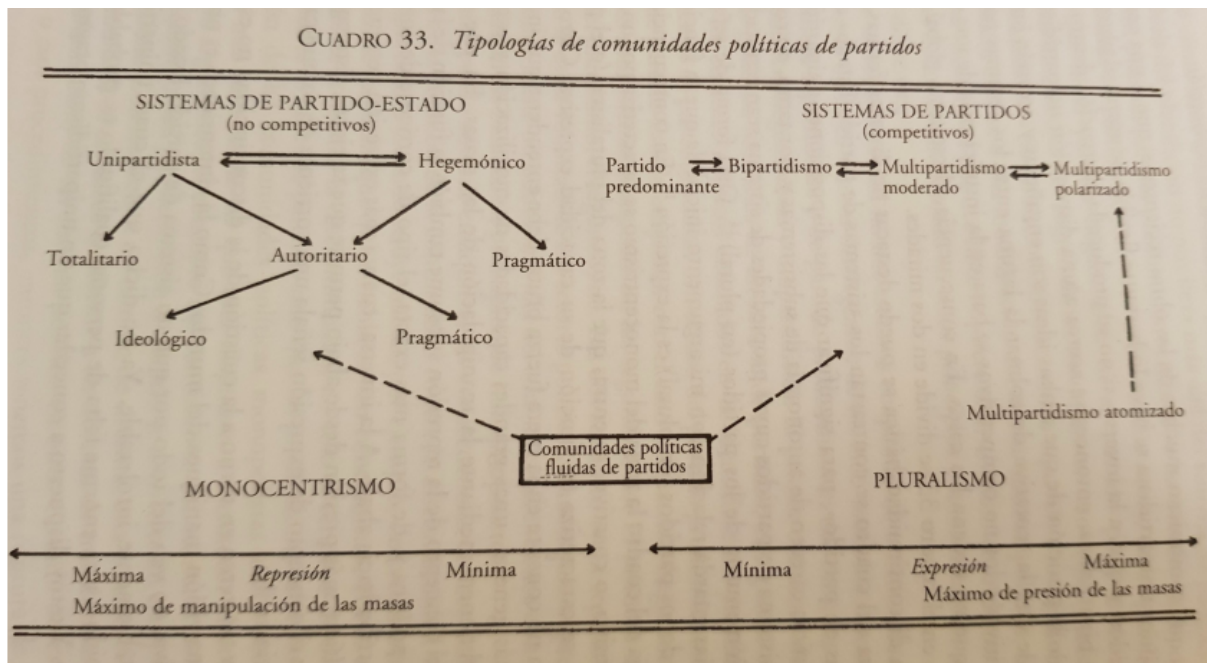 CUADRO 33. Tipologías de comunidades políticas de partidos
SISTEMAS DE PARTIDO-ESTADO
(no competitivos)
SISTEMAS DE PARTIDOS
(competitivos)
Unipartidista
Hegemónico
Partido
predominante
Bipartidismo
Multipartidismo
moderado
Multipartidismo
polarizado
Totalitario
Autoritario
Pragmático
Ideológico
Pragmático
Multipartidismo atomizado
Comunidades políticas
fluidas de partidos
MONOCENTRISMO
PLURALISMO
Máxima
Represión
Mínima
Máximo de manipulación de las masas
Mínima
Expresión
Máxima
Máximo de presión de las masas